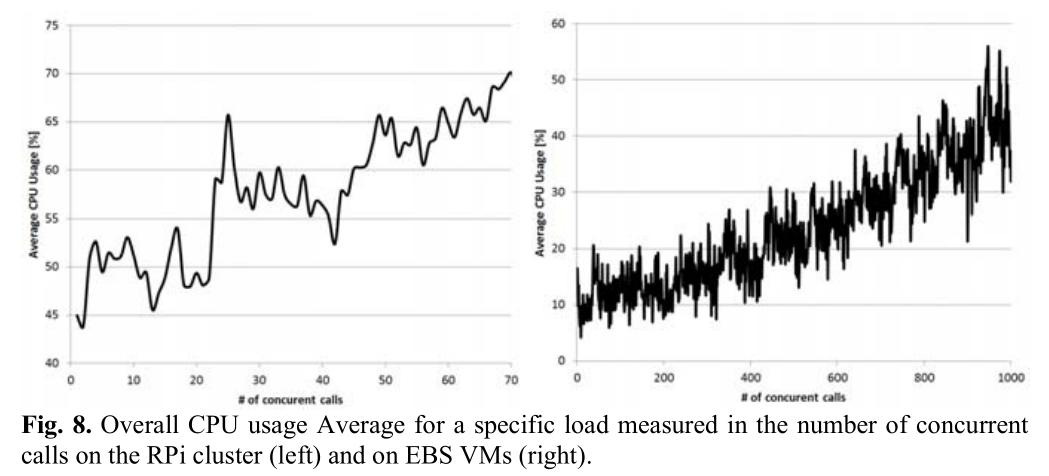 75
70
65
60
55
50
45
40
Average CPU Usage [%]
0 10 20 30 40 50 60 70
# of concurent calls
60
50
40
30
20
10
0
Average CPU Usage [%]
0 200 400 600 800 1000
# of concurent calls
Fig. 8. Overall CPU usage Average for a specific load measured in the number of concurrent
calls on the RPi cluster (left) and on EBS VMs (right).